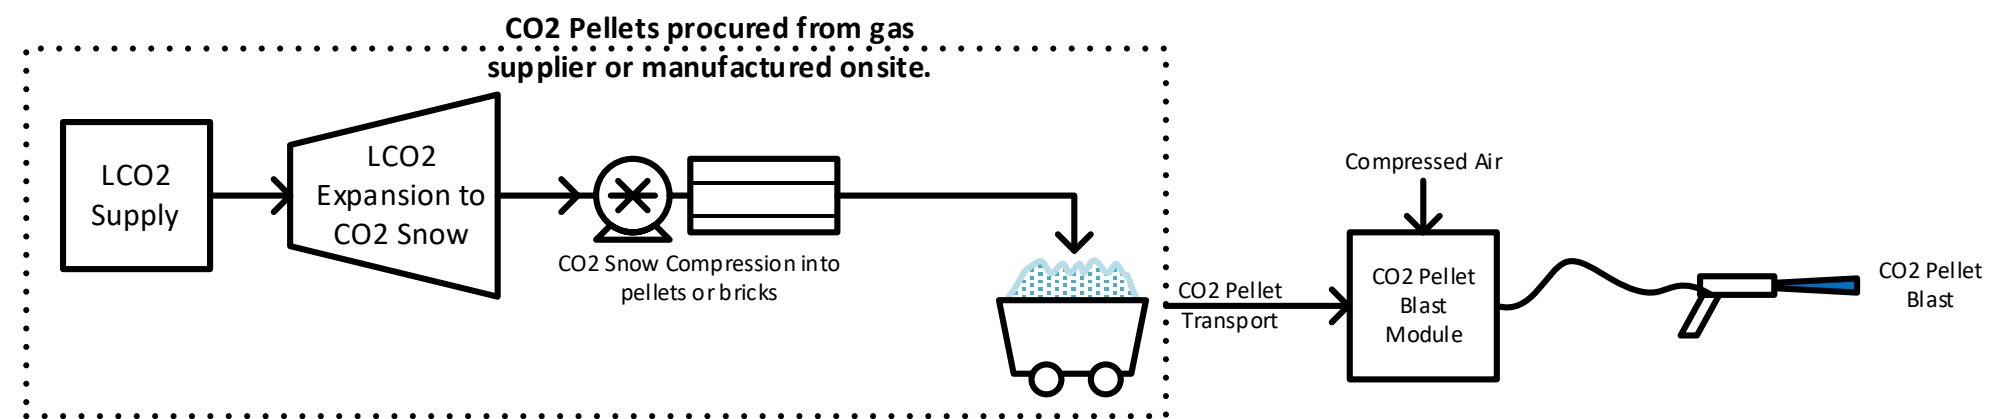 CO2 Pellets procured from gas
supplier or manufactured onsite.
LCO2
Supply
LCO2
Expansion to
CO2 Snow
CO2 Snow Compression into
pellets or bricks
CO2 Pellet
Transport
Compressed Air
CO2 Pellet
Blast
Module
CO2 Pellet
Blast